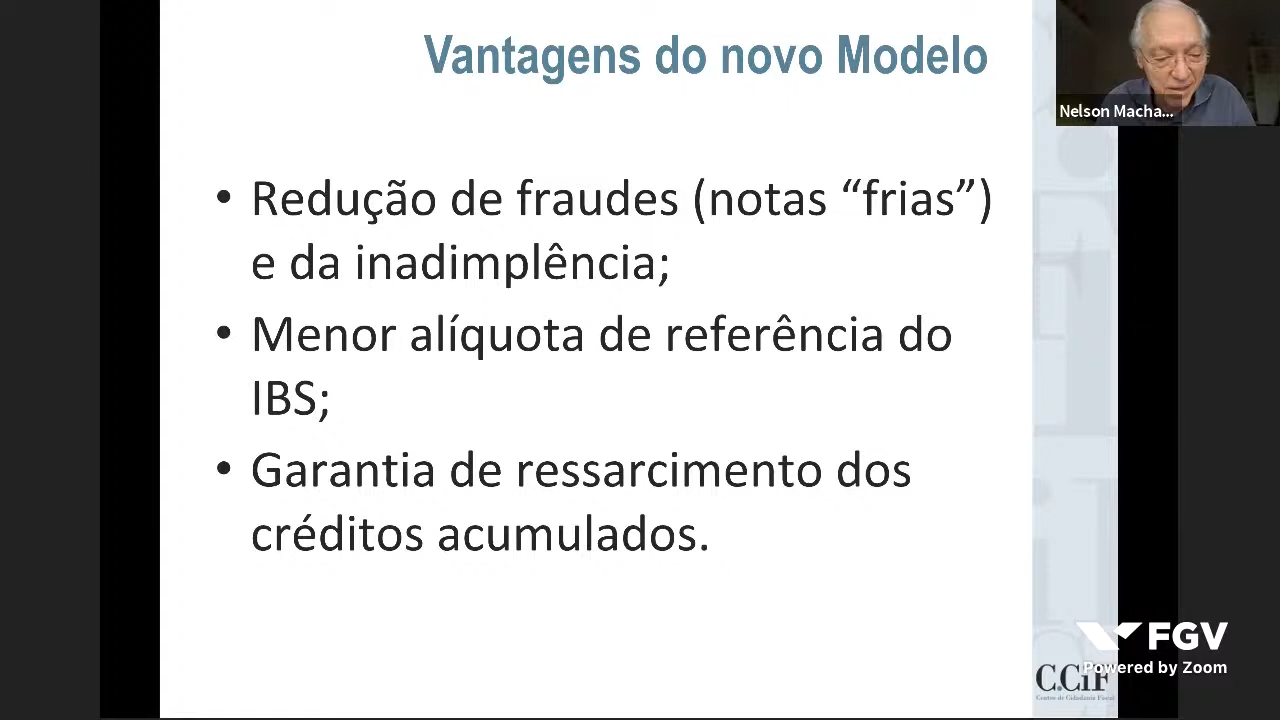 Vantagens do novo Modelo
Nelson Macha...
• Redução de fraudes (notas “frias”)
e da inadimplência;
• Menor alíquota de referência do
IBS;
• Garantia de ressarcimento dos
créditos acumulados.
FGV
Powered by Zoom
C.CiF
Centro de Cidadania Fiscal